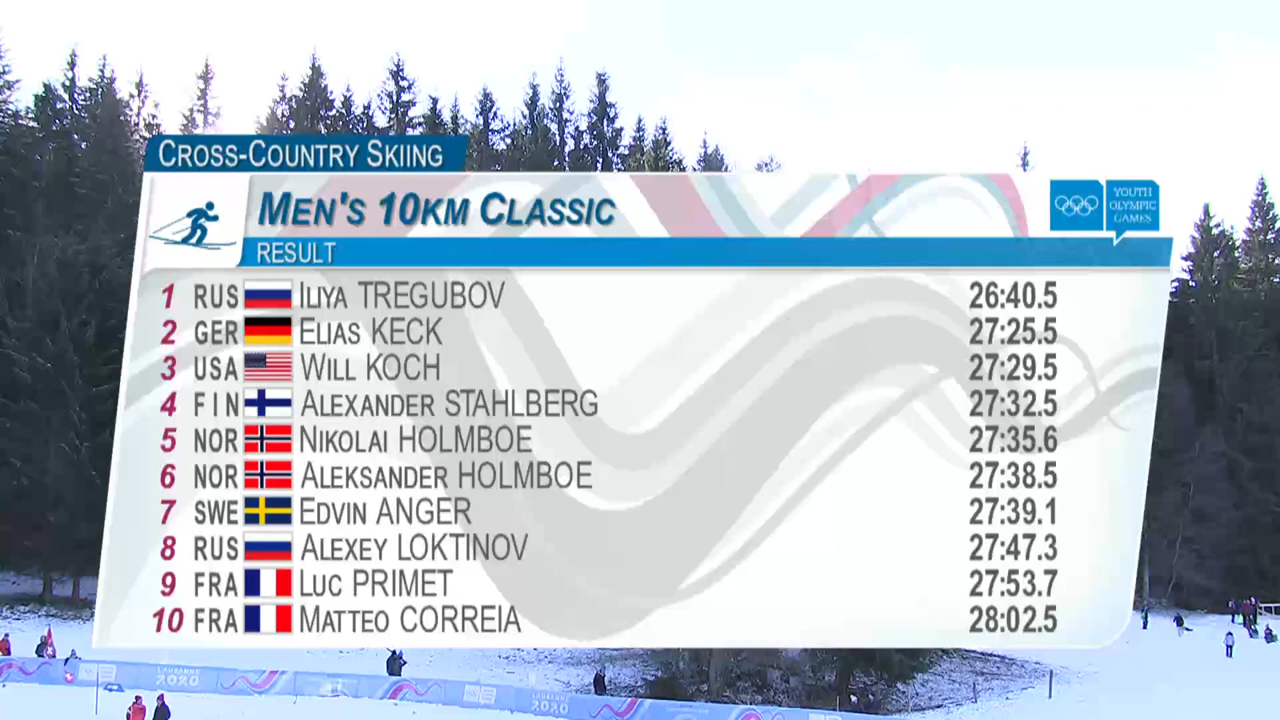 CROSS-COUNTRY SKIING
MEN'S 10KM CLASSIC
YOUTH
OLYMPIC
GAMES
RESULT
1 RUS ILIYA TREGUBOV 26:40.5
2 GER ELIAS KECK 27:25.5
3 USA WILL KOCH 27:29.5
4 FIN ALEXANDER STAHLBERG 27:32.5
5 NOR NIKOLAI HOLMBOE 27:35.6
6 NOR ALEKSANDER HOLMBOE 27:38.5
7 SWE EDVIN ANGER 27:39.1
8 RUS ALEXEY LOKTINOV 27:47.3
9 FRA LUC PRIMET 27:53.7
10 FRA MATTEO CORREIA 28:02.5
LAUSANNE
2020
LAUSANNE
2020